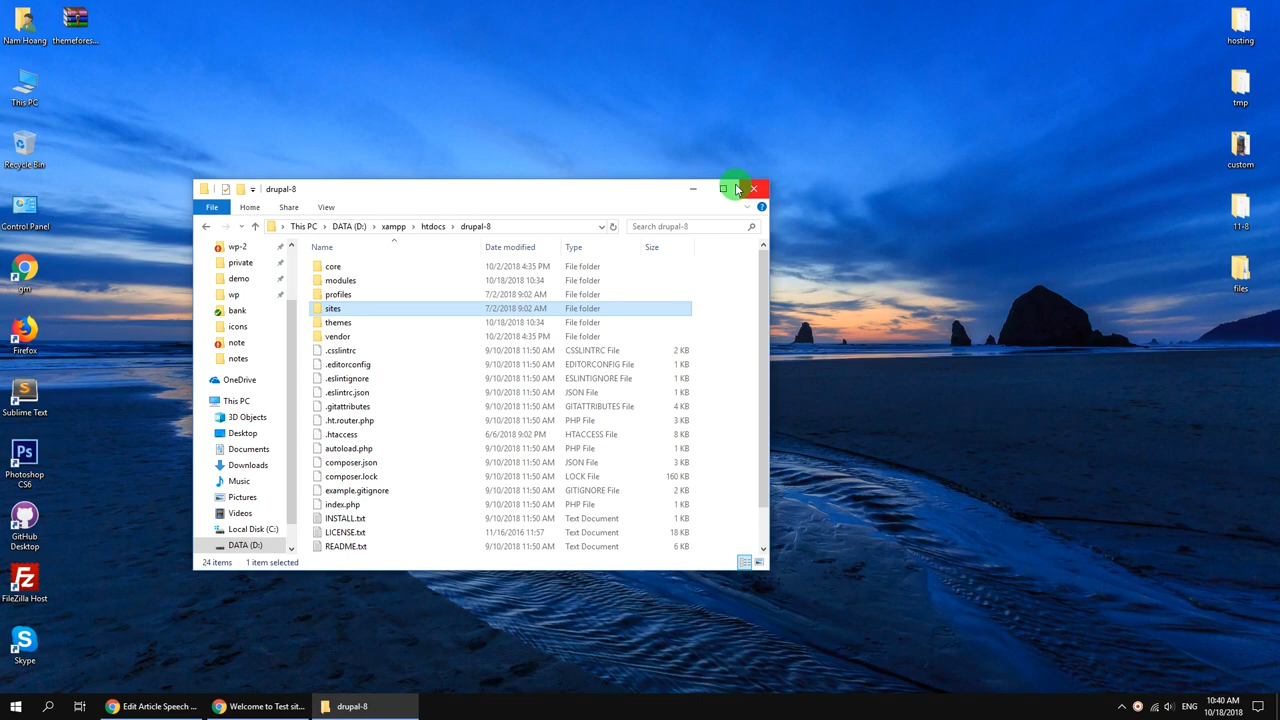 Nam Hoang
themefores...
This PC
Recycle Bin
Control Panel
gm
Firefox
Sublime Text
Ps
Photoshop
CS6
GitHub
Desktop
FileZilla Host
Skype
hosting
tmp
custom
11-8
files
drupal-8
File Home Share View
This PC DATA (D:) xampp htdocs drupal-8
Search drupal-8
wp-2
private
demo
wp
bank
icons
note
notes
OneDrive
This PC
3D Objects
Desktop
Documents
Downloads
Music
Pictures
Videos
Local Disk (C:)
DATA (D:)
Name Date modified Type Size
core 10/2/2018 4:35 PM File folder
modules 10/18/2018 10:34 File folder
profiles 7/2/2018 9:02 AM File folder
sites 7/2/2018 9:02 AM File folder
themes 10/18/2018 10:34 File folder
vendor 10/2/2018 4:35 PM File folder
.csslintrc 9/10/2018 11:50 AM CSSLINTRC File 2 KB
.editorconfig 9/10/2018 11:50 AM EDITORCONFIG File 1 KB
.eslintignore 9/10/2018 11:50 AM ESLINTIGNORE File 1 KB
.eslintrc.json 9/10/2018 11:50 AM JSON File 1 KB
.gitattributes 9/10/2018 11:50 AM GITATTRIBUTES File 4 KB
.ht.router.php 9/10/2018 11:50 AM PHP File 3 KB
.htaccess 6/6/2018 9:02 PM HTACCESS File 8 KB
autoload.php 9/10/2018 11:50 AM PHP File 1 KB
composer.json 9/10/2018 11:50 AM JSON File 3 KB
composer.lock 9/10/2018 11:50 AM LOCK File 160 KB
example.gitignore 9/10/2018 11:50 AM GITIGNORE File 2 KB
index.php 9/10/2018 11:50 AM PHP File 1 KB
INSTALL.txt 9/10/2018 11:50 AM Text Document 1 KB
LICENSE.txt 11/16/2016 11:57 Text Document 18 KB
README.txt 9/10/2018 11:50 AM Text Document 6 KB
24 items 1 item selected
Edit Article Speech ...
Welcome to Test sit...
drupal-8
ENG
10:40 AM
10/18/2018